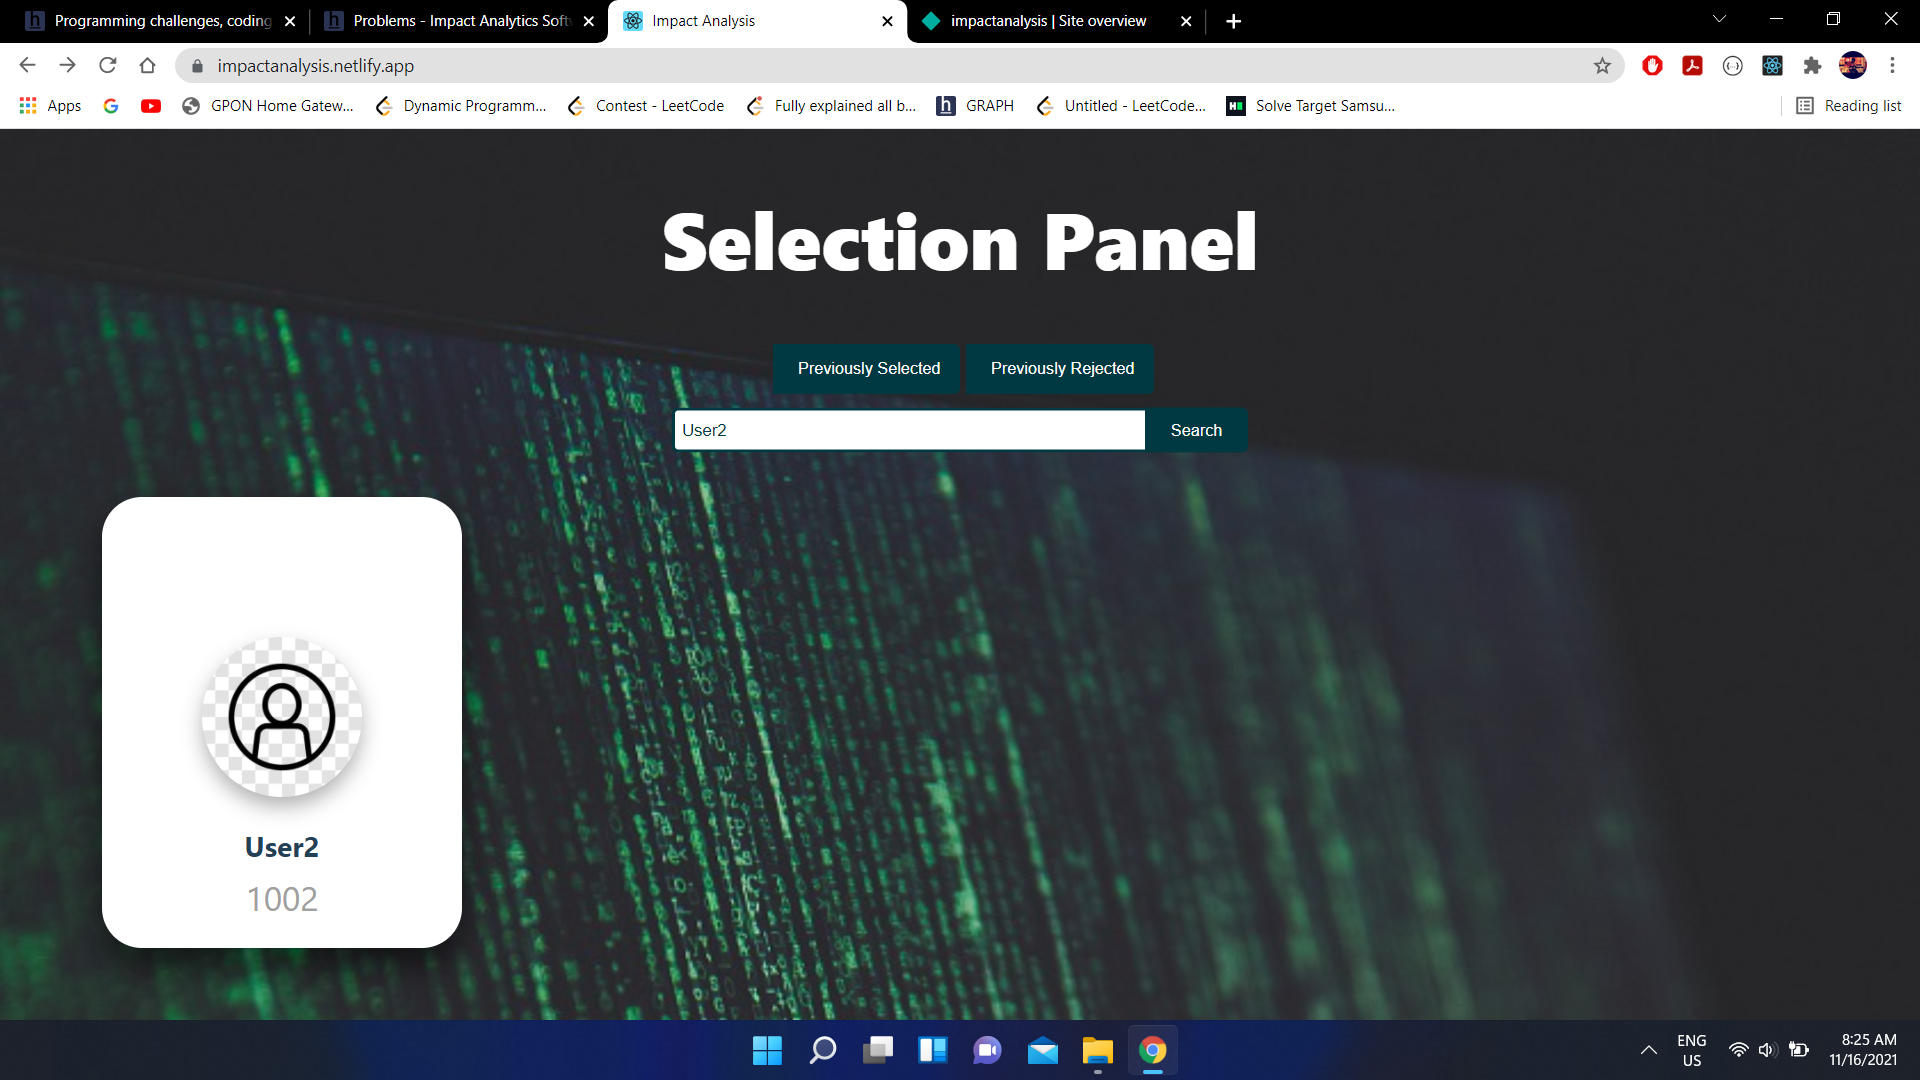 Programming challenges, coding
Problems - Impact Analytics Soft
Impact Analysis
impactanalysis | Site overview
impactanalysis.netlify.app
Apps
GPON Home Gatew...
Dynamic Programm...
Contest - LeetCode
Fully explained all b...
GRAPH
Untitled - LeetCode...
Solve Target Samsu...
Reading list
Selection Panel
Previously Selected
Previously Rejected
User2
Search
User2
1002
ENG
US
8:25 AM
11/16/2021